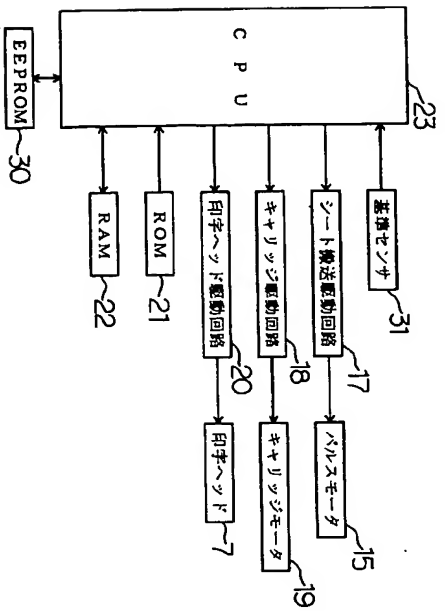 CPU
23
基準センサ
31
シート搬送駆動回路
17
パルスモータ
15
キャリッジ駆動回路
18
キャリッジモータ
19
印字ヘッド駆動回路
20
印字ヘッド
7
ROM
21
RAM
22
EEPROM
30